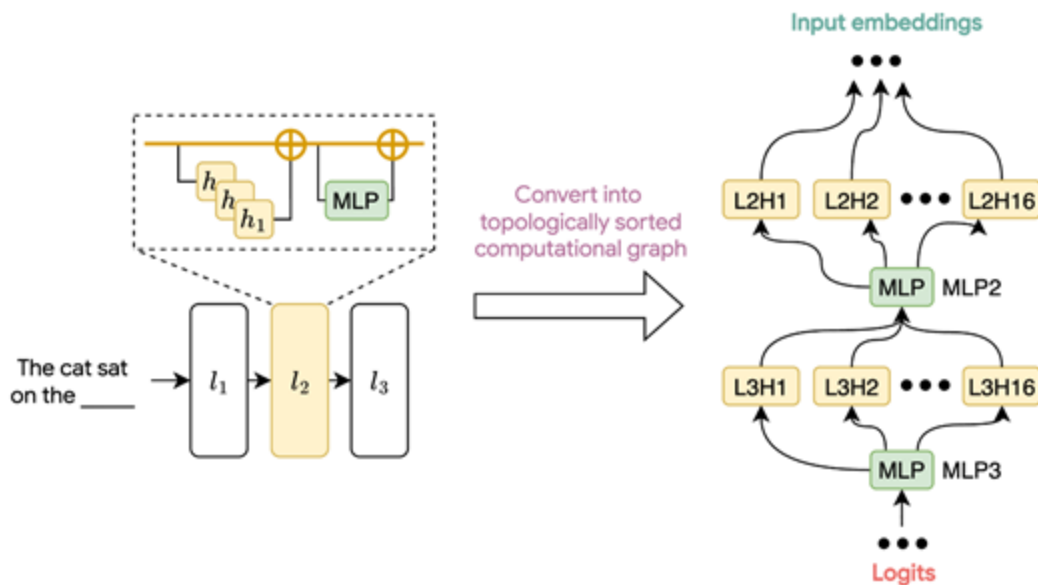 Input embeddings
h
h
h₁
MLP
Convert into
topologically sorted
computational graph
The cat sat
on the ____
l₁
l₂
l₃
L2H1
L2H2
L2H16
MLP
MLP2
L3H1
L3H2
L3H16
MLP
MLP3
Logits